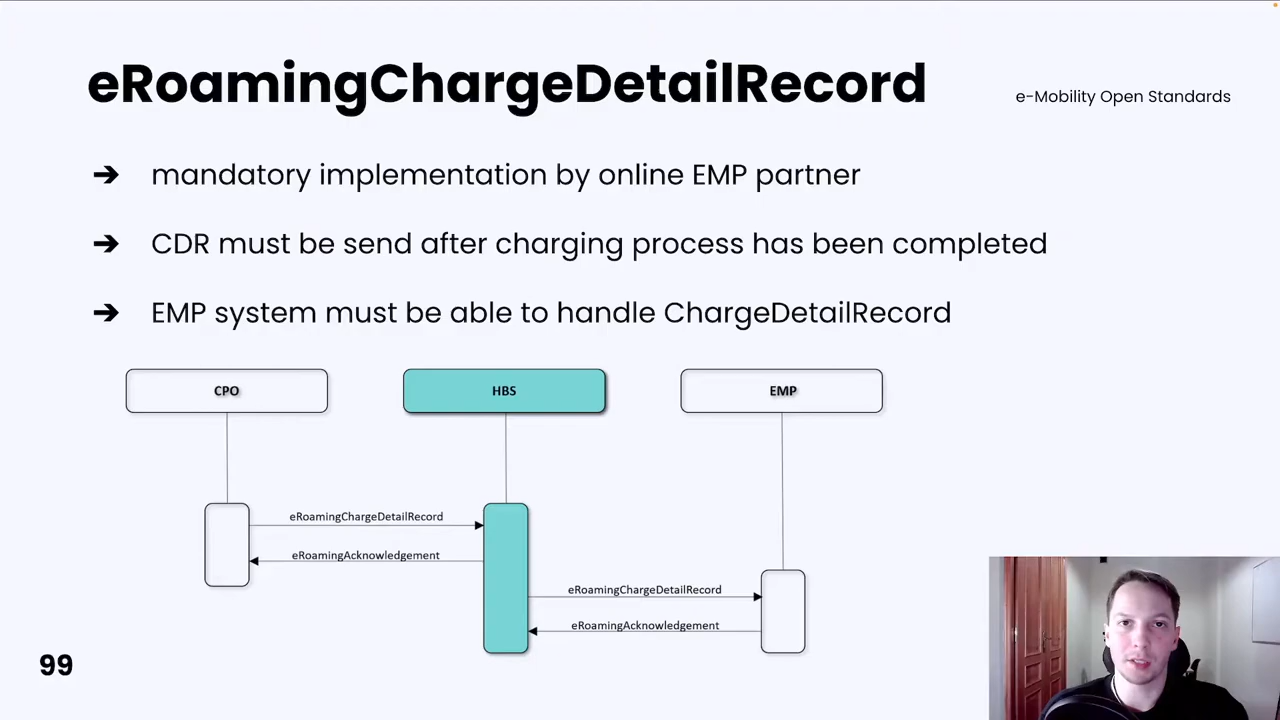 eRoamingChargeDetailRecord
e-Mobility Open Standards
➔ mandatory implementation by online EMP partner
➔ CDR must be send after charging process has been completed
➔ EMP system must be able to handle ChargeDetailRecord
CPO
HBS
EMP
eRoamingChargeDetailRecord
eRoamingAcknowledgement
eRoamingChargeDetailRecord
eRoamingAcknowledgement
99